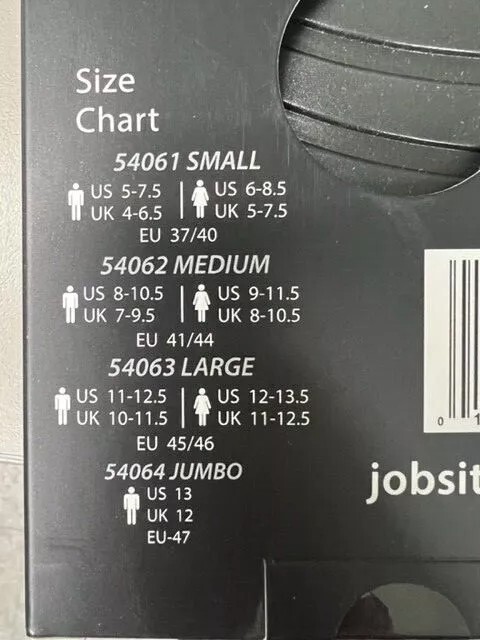 Size
Chart
54061 SMALL
US 5-7.5 | US 6-8.5
UK 4-6.5 | UK 5-7.5
EU 37/40
54062 MEDIUM
US 8-10.5 | US 9-11.5
UK 7-9.5 | UK 8-10.5
EU 41/44
54063 LARGE
US 11-12.5 | US 12-13.5
UK 10-11.5 | UK 11-12.5
EU 45/46
0 1
54064 JUMBO
US 13
UK 12
EU-47
jobsit